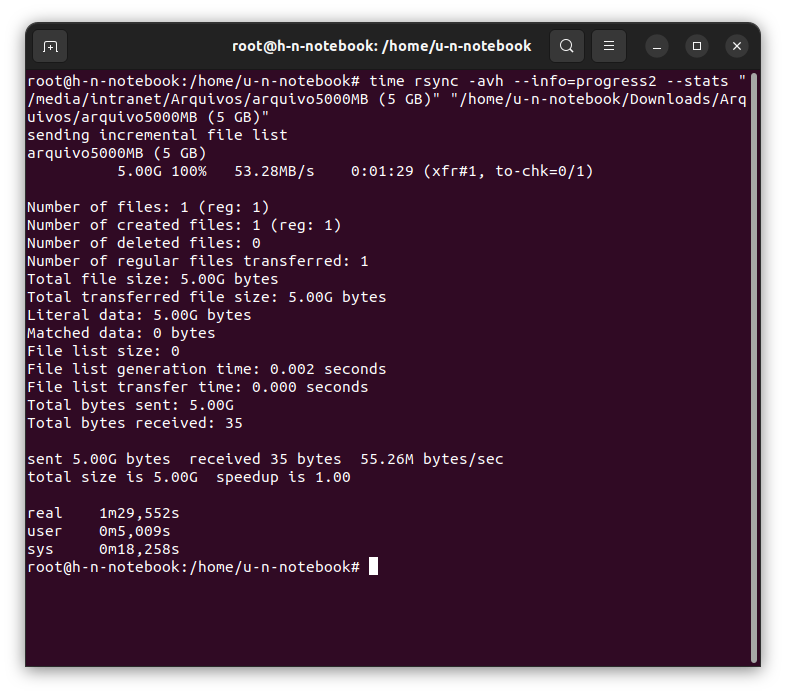 root@h-n-notebook: /home/u-n-notebook
root@h-n-notebook:/home/u-n-notebook# time rsync -avh --info=progress2 --stats "
/media/intranet/Arquivos/arquivo5000MB (5 GB)" "/home/u-n-notebook/Downloads/Arq
uivos/arquivo5000MB (5 GB)"
sending incremental file list
arquivo5000MB (5 GB)
          5.00G 100%   53.28MB/s    0:01:29 (xfr#1, to-chk=0/1)
Number of files: 1 (reg: 1)
Number of created files: 1 (reg: 1)
Number of deleted files: 0
Number of regular files transferred: 1
Total file size: 5.00G bytes
Total transferred file size: 5.00G bytes
Literal data: 5.00G bytes
Matched data: 0 bytes
File list size: 0
File list generation time: 0.002 seconds
File list transfer time: 0.000 seconds
Total bytes sent: 5.00G
Total bytes received: 35
sent 5.00G bytes  received 35 bytes  55.26M bytes/sec
total size is 5.00G  speedup is 1.00
real    1m29,552s
user    0m5,009s
sys     0m18,258s
root@h-n-notebook:/home/u-n-notebook#